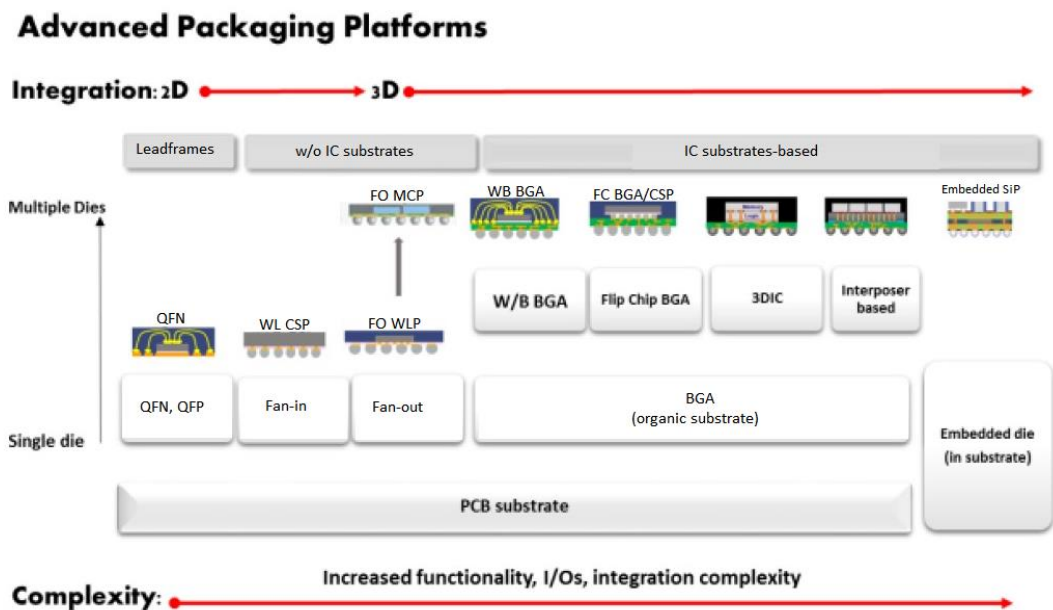 Advanced Packaging Platforms
Integration: 2D
3D
Leadframes
w/o IC substrates
IC substrates-based
Multiple Dies
FO MCP
WB BGA
FC BGA/CSP
Memory
Logic
Embedded SiP
W/B BGA
Flip Chip BGA
3DIC
Interposer
based
QFN
WL CSP
FO WLP
QFN, QFP
Fan-in
Fan-out
BGA
(organic substrate)
Single die
Embedded die
(in substrate)
PCB substrate
Increased functionality, I/Os, integration complexity
Complexity: